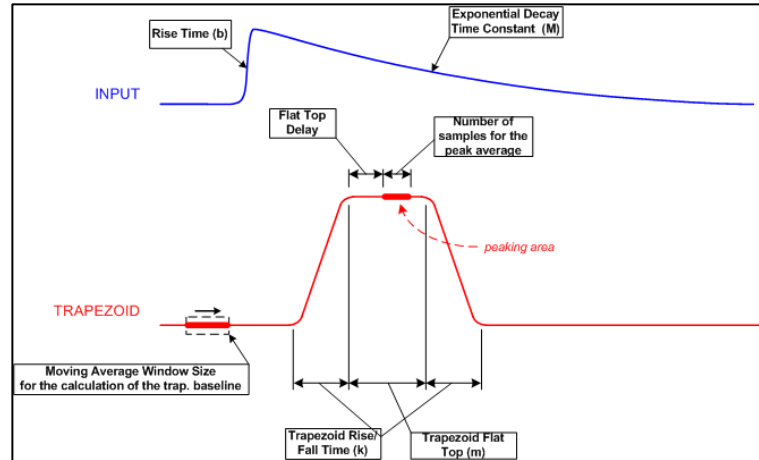 Rise Time (b)
Exponential Decay
Time Constant (M)
INPUT
Flat Top
Delay
Number of
samples for the
peak average
peaking area
TRAPEZOID
Moving Average Window Size
for the calculation of the trap. baseline
Trapezoid Rise/
Fall Time (k)
Trapezoid Flat
Top (m)